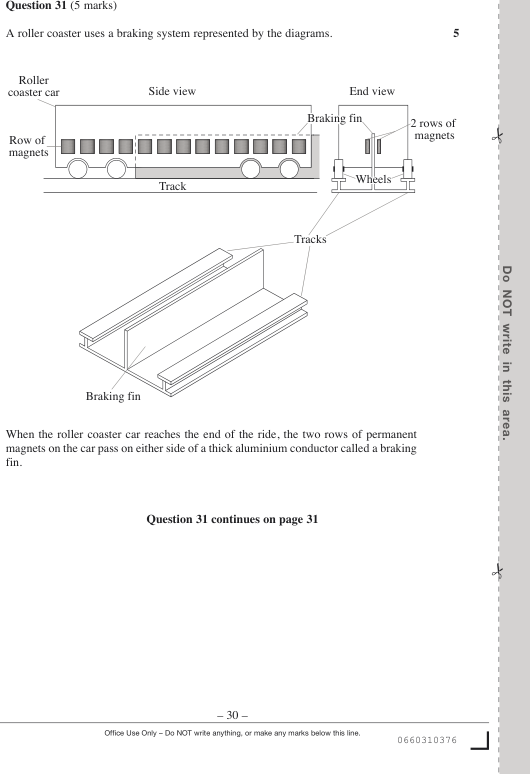 Question 31 (5 marks)
A roller coaster uses a braking system represented by the diagrams. 5
Roller
coaster car
Side view
End view
Braking fin
2 rows of
magnets
Row of
magnets
Wheels
Track
Tracks
Braking fin
When the roller coaster car reaches the end of the ride, the two rows of permanent
magnets on the car pass on either side of a thick aluminium conductor called a braking
fin.
Question 31 continues on page 31
– 30 –
Office Use Only – Do NOT write anything, or make any marks below this line.
0660310376
Do NOT write in this area.